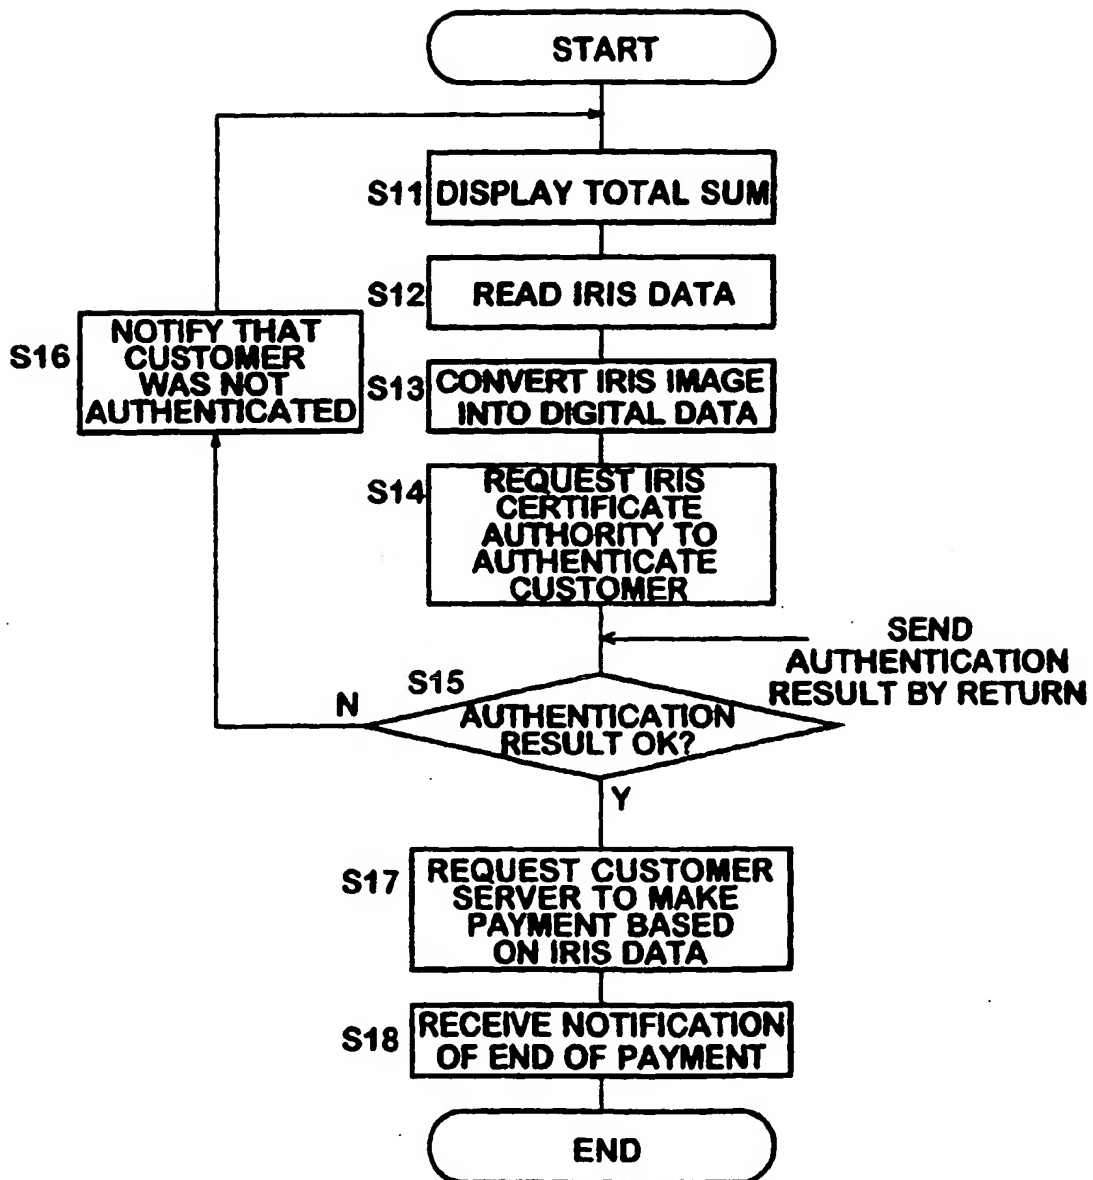 START
S11 DISPLAY TOTAL SUM
S12 READ IRIS DATA
S16
NOTIFY THAT
CUSTOMER
WAS NOT
AUTHENTICATED
S13
CONVERT IRIS IMAGE
INTO DIGITAL DATA
S14
REQUEST IRIS
CERTIFICATE
AUTHORITY TO
AUTHENTICATE
CUSTOMER
SEND
AUTHENTICATION
RESULT BY RETURN
S15
N
AUTHENTICATION
RESULT OK?
Y
S17
REQUEST CUSTOMER
SERVER TO MAKE
PAYMENT BASED
ON IRIS DATA
S18
RECEIVE NOTIFICATION
OF END OF PAYMENT
END